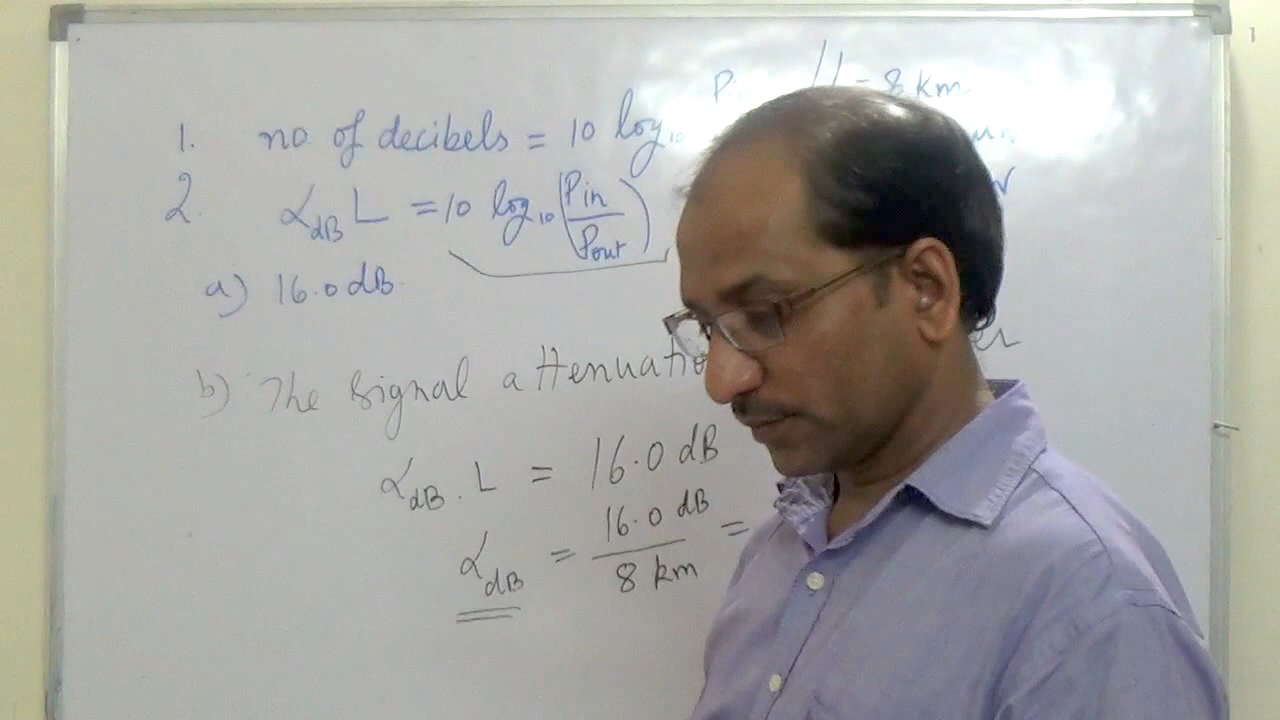 8 km
1. no. of decibels = 10 log10
2. αdB L = 10 log10 (Pin/Pout)
a) 16.0 dB
b) The signal attenuation
αdB . L = 16.0 dB
αdB = 16.0 dB / 8 km =